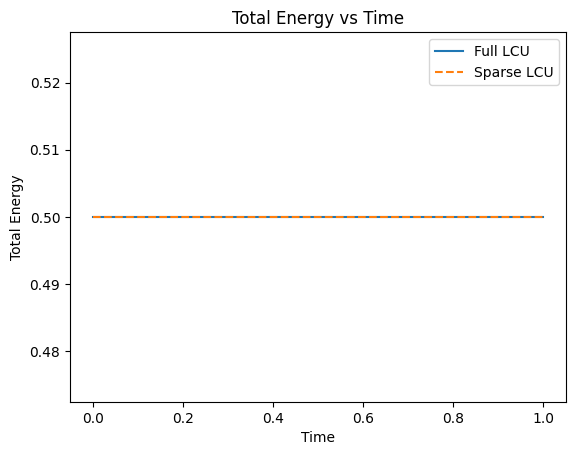 Total Energy vs Time
Full LCU
Sparse LCU
Total Energy
0.52
0.51
0.50
0.49
0.48
0.0 0.2 0.4 0.6 0.8 1.0
Time